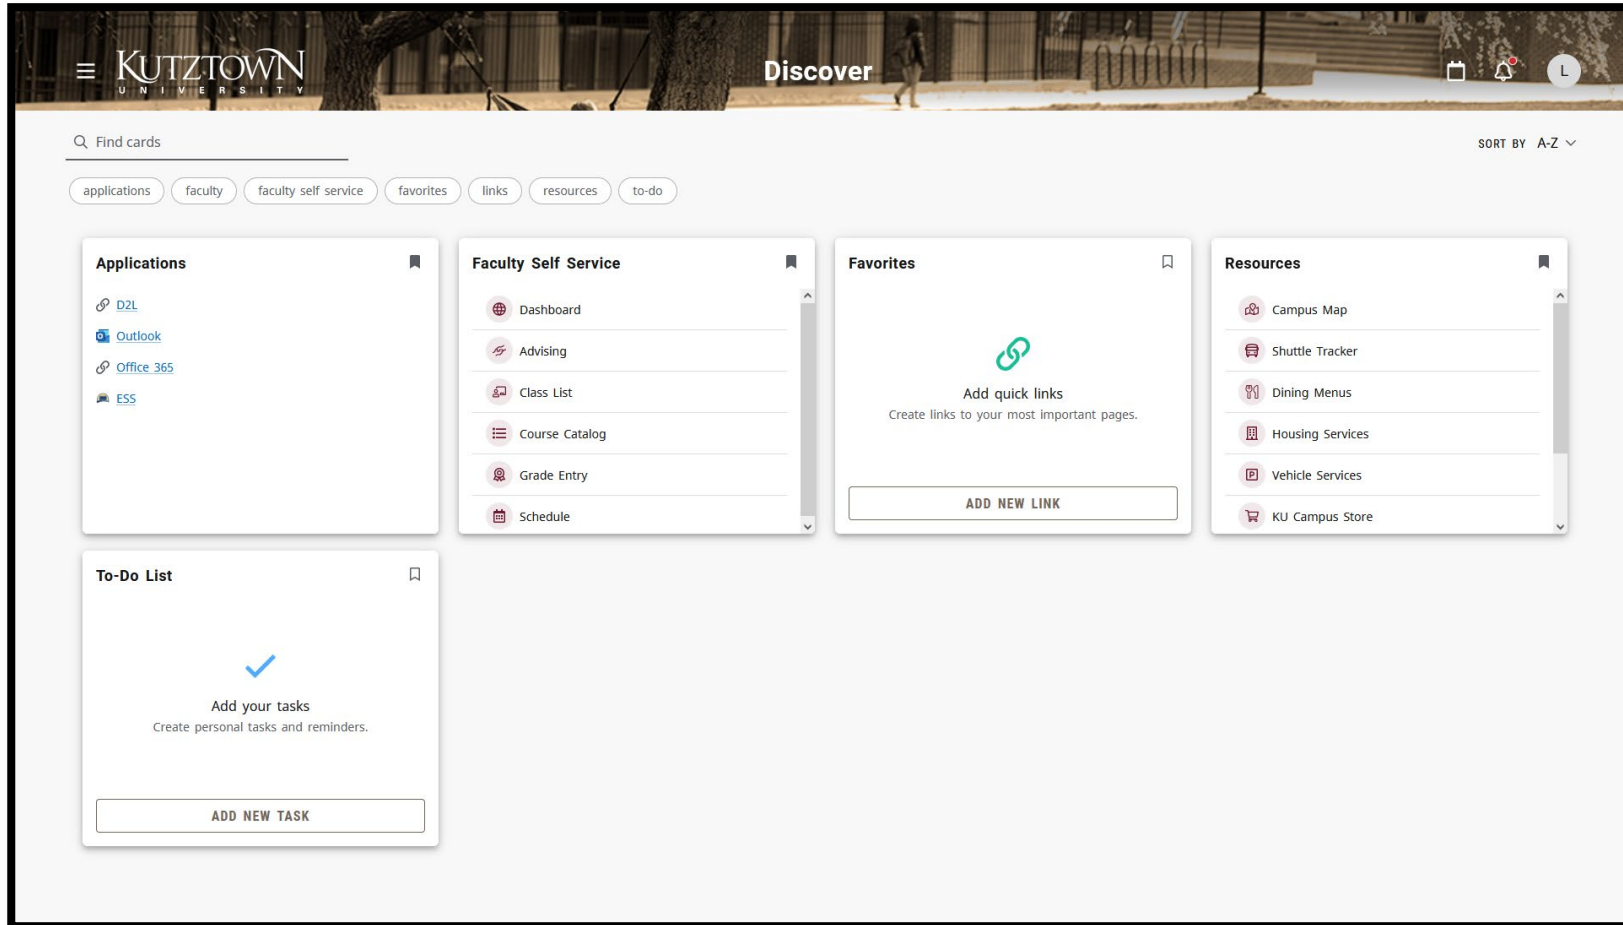 KUTZTOWN
UNIVERSITY
Discover
L
Find cards
SORT BY A-Z
applications
faculty
faculty self service
favorites
links
resources
to-do
Applications
D2L
Outlook
Office 365
ESS
Faculty Self Service
Dashboard
Advising
Class List
Course Catalog
Grade Entry
Schedule
Favorites
Add quick links
Create links to your most important pages.
ADD NEW LINK
Resources
Campus Map
Shuttle Tracker
Dining Menus
Housing Services
Vehicle Services
KU Campus Store
To-Do List
Add your tasks
Create personal tasks and reminders.
ADD NEW TASK